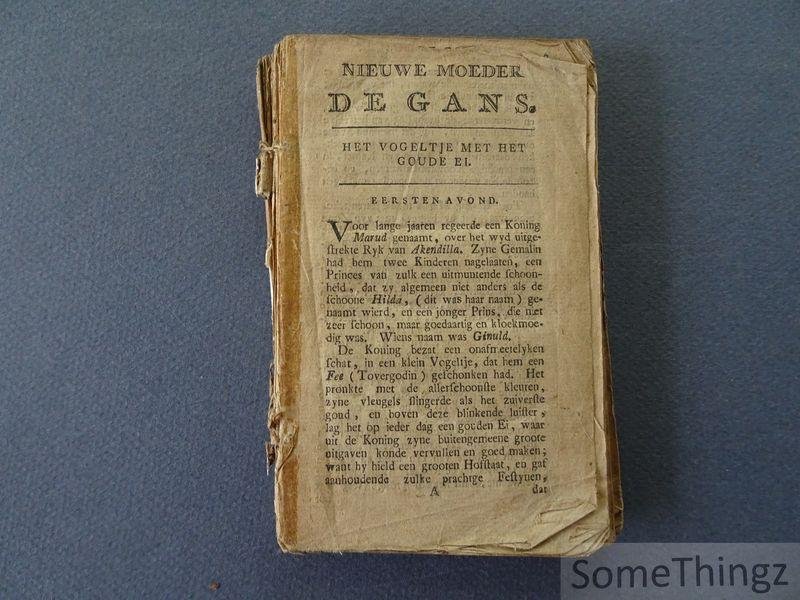 NIEUWE MOEDER
DE GANS.
HET VOGELTJE MET HET
GOUDE EI.
EERSTEN AVOND.
Voor lange jaaren regeerde een Koning
Marud genaamt, over het wyd uitge-
ſtrekte Ryk van Akendilla. Zyne Gemalin
had hem twee Kinderen nagelaaten, een
Princes van zulk een uitmuntende ſchoon-
heid, dat zy algemeen niet anders als de
ſchoone Hilda, (dit was haar naam) ge-
naamt wierd, en een jonger Prins, die niet
zeer ſchoon, maar goedaartig en kloekmoe-
dig was. Wiens naam was Ginuld.
De Koning bezat een onafmeetelyken
ſchat, in een klein Vogeltje, dat hem een
Fee (Tovergodin) geſchonken had. Het
pronkte met de allerſchoonſte kleuren,
zyne vleugels ſlingerde als het zuiverſte
goud, en boven deze blinkende luiſter,
lag het op ieder dag een gouden Ei, waar
uit de Koning zyne buitengemeene groote
uitgaven konde vervullen en goed maken;
want hy hield een grooten Hofſtaat, en gaf
aanhoudende zulke prachtge Feſtynen,
A dat
SomeThingz